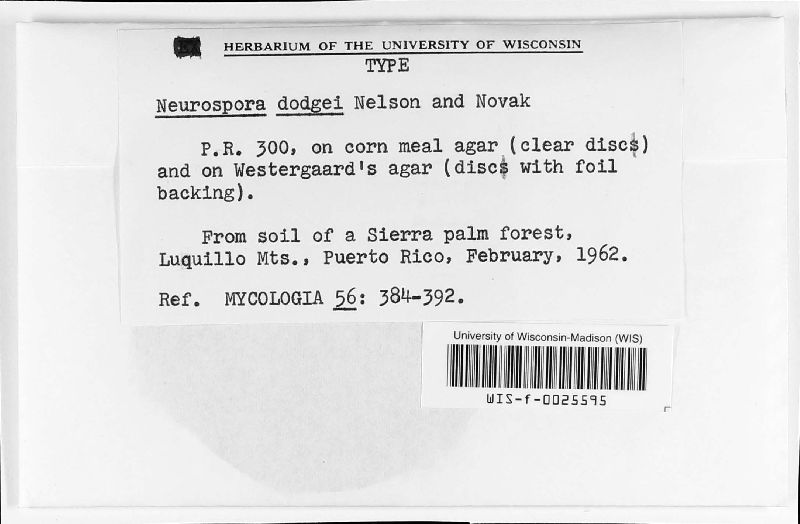 HERBARIUM OF THE UNIVERSITY OF WISCONSIN
TYPE
Neurospora dodgei Nelson and Novak
P.R. 300, on corn meal agar (clear discs)
and on Westergaard's agar (discs with foil
backing).
From soil of a Sierra palm forest,
Luquillo Mts., Puerto Rico, February, 1962.
Ref. MYCOLOGIA 56: 384-392.
University of Wisconsin-Madison (WIS)
WIS-f-0025595